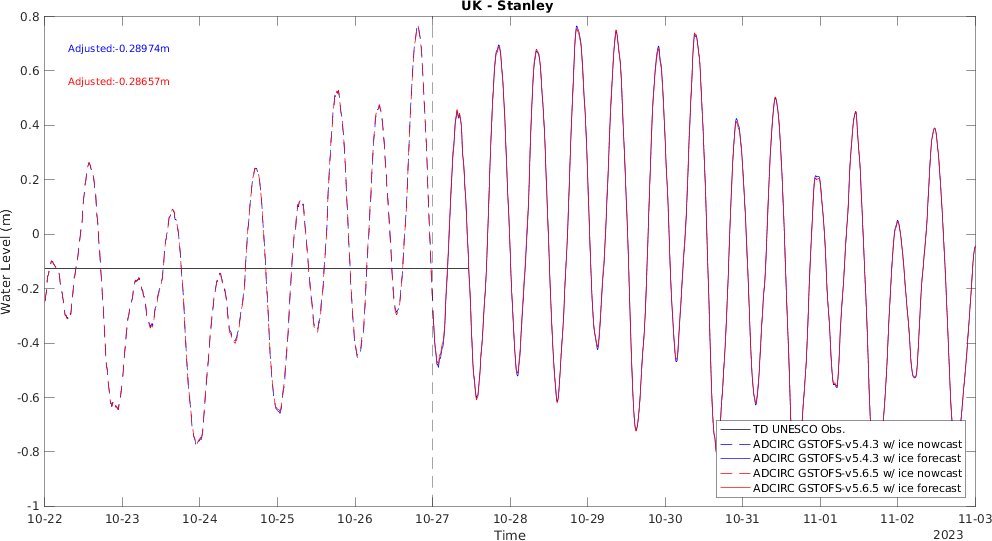 UK - Stanley
Adjusted:-0.28974m
Adjusted:-0.28657m
Water Level (m)
0.8
0.6
0.4
0.2
0
-0.2
-0.4
-0.6
-0.8
-1
TD UNESCO Obs.
ADCIRC GSTOFS-v5.4.3 w/ ice nowcast
ADCIRC GSTOFS-v5.4.3 w/ ice forecast
ADCIRC GSTOFS-v5.6.5 w/ ice nowcast
ADCIRC GSTOFS-v5.6.5 w/ ice forecast
10-22 10-23 10-24 10-25 10-26 10-27 10-28 10-29 10-30 10-31 11-01 11-02 11-03
Time
2023